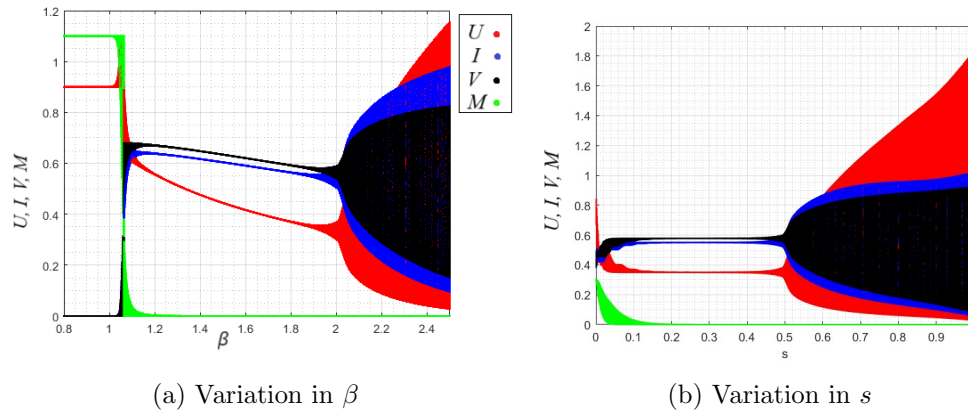 U, I, V, M
1.2
1
0.8
0.6
0.4
0.2
0
0.8 1 1.2 1.4 1.6 1.8 2 2.2 2.4
β
U
I
V
M
U, I, V, M
2
1.8
1.6
1.4
1.2
1
0.8
0.6
0.4
0.2
0
0 0.1 0.2 0.3 0.4 0.5 0.6 0.7 0.8 0.9
s
(a) Variation in β
(b) Variation in s